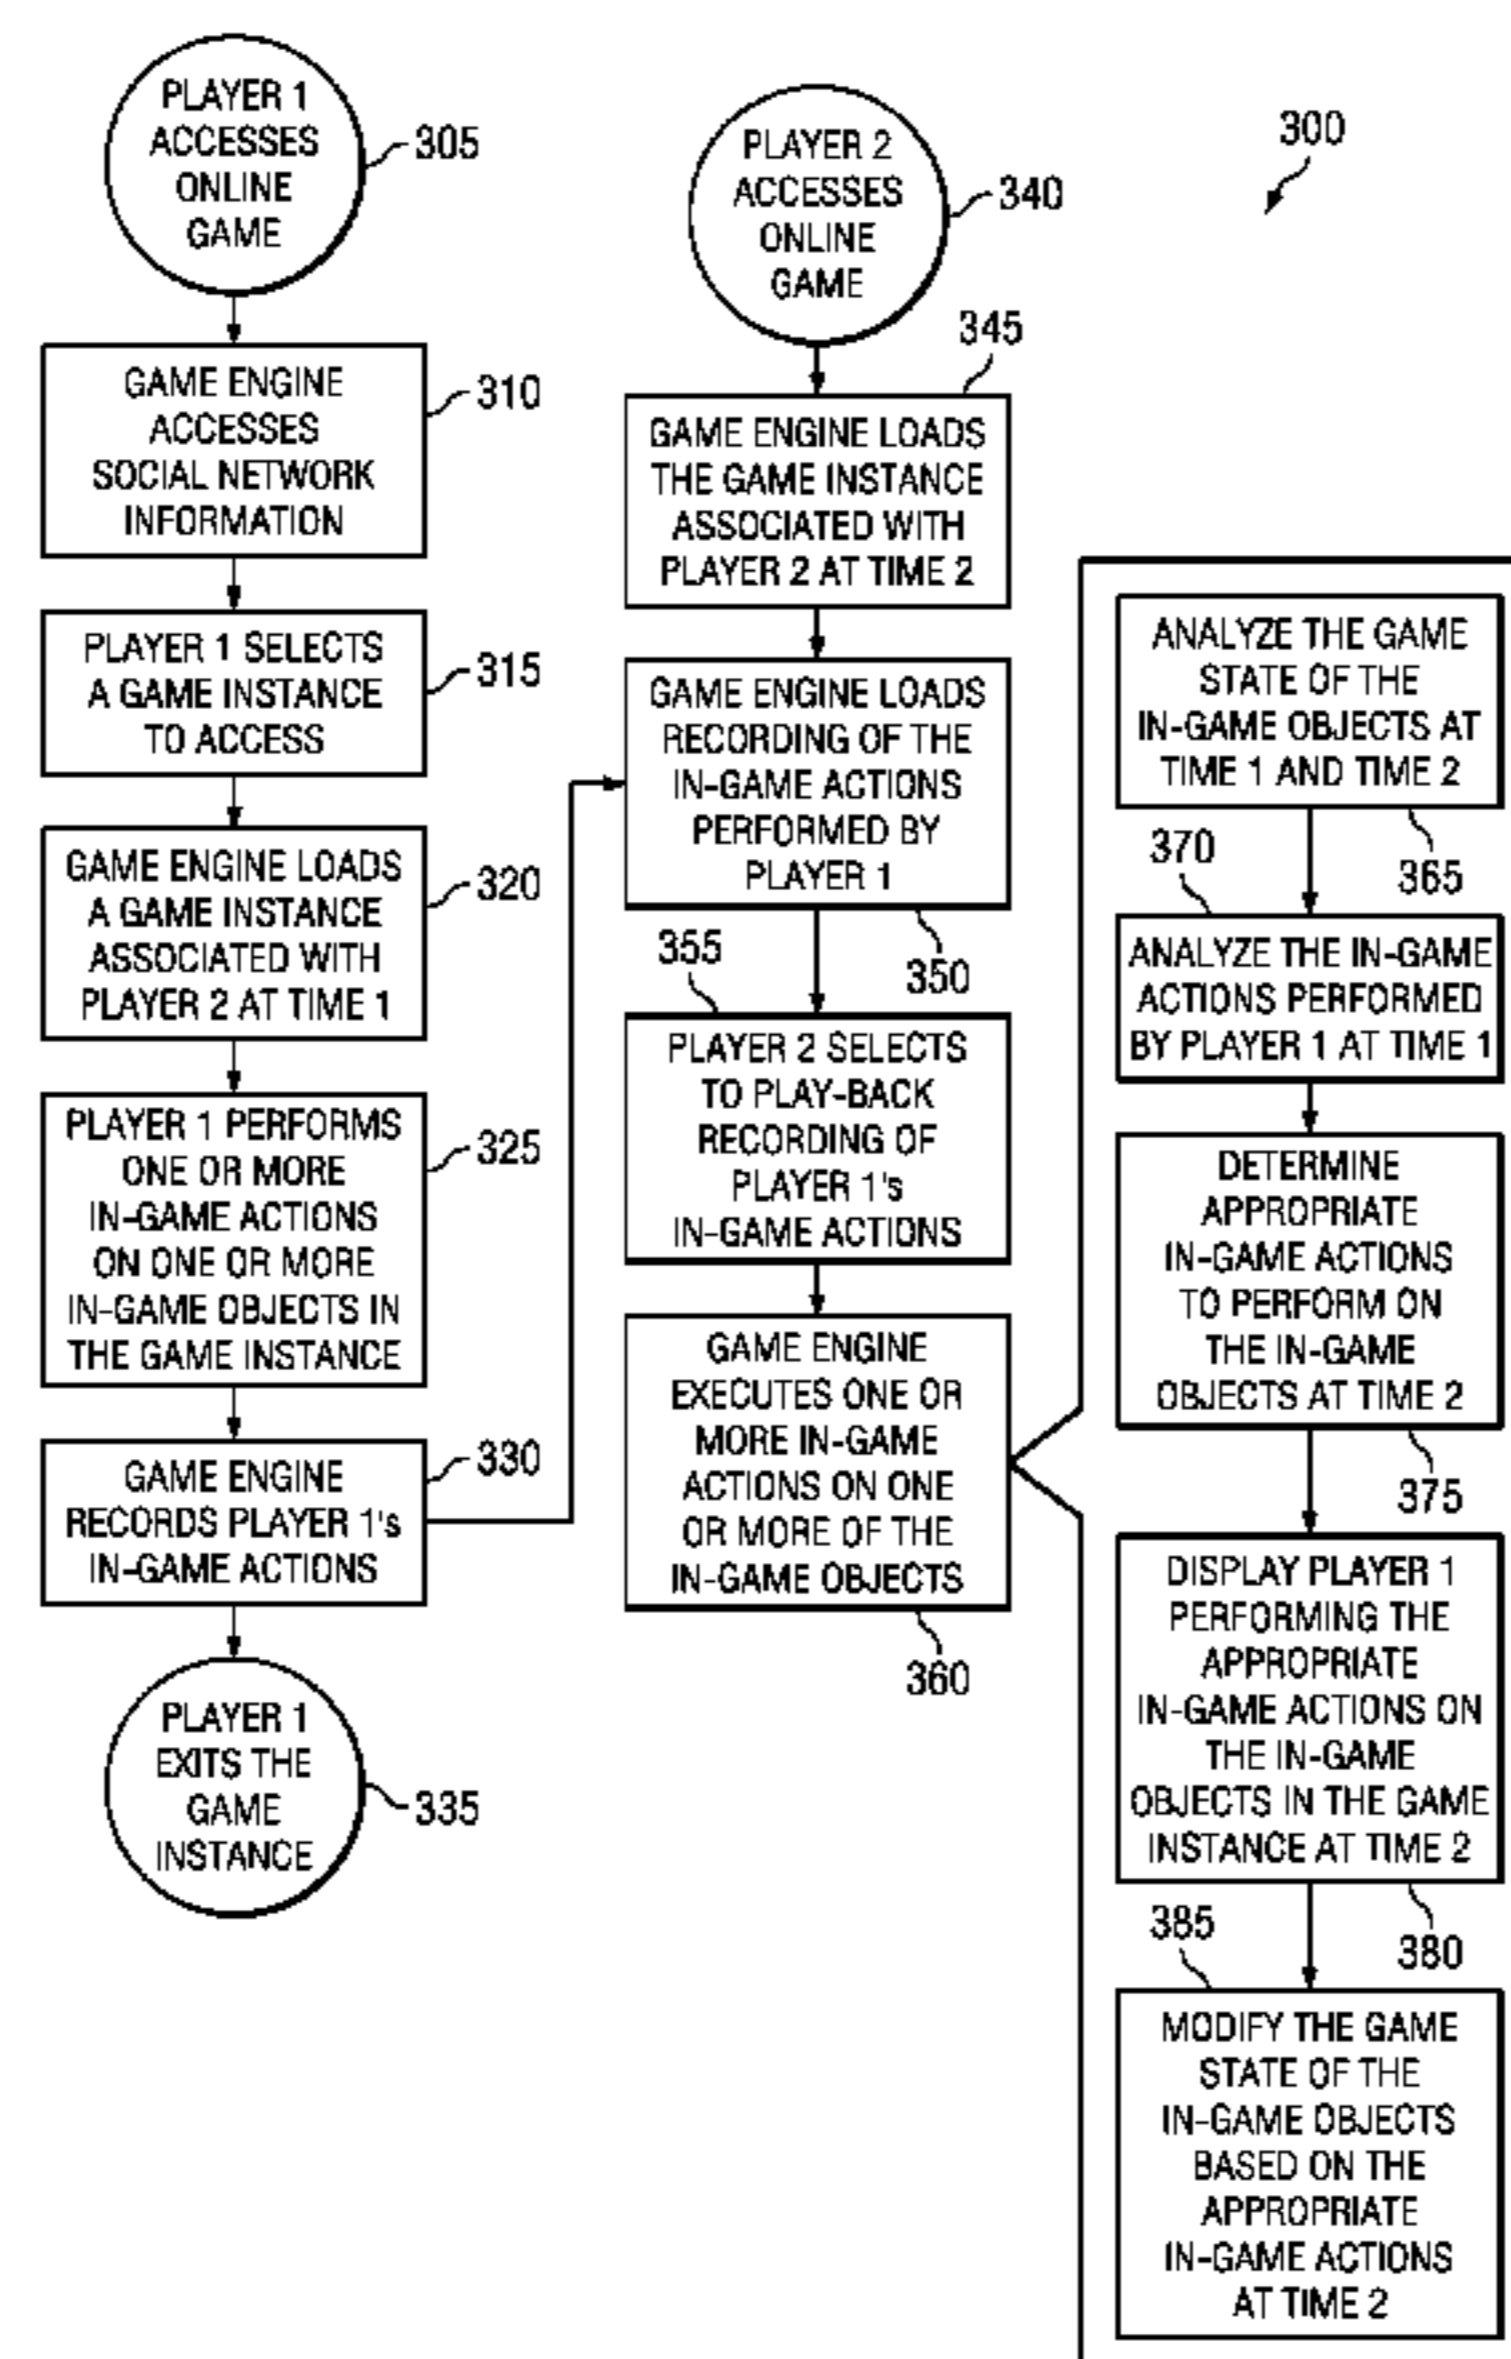 PLAYER 1
ACCESSES
ONLINE
GAME
305
GAME ENGINE
ACCESSES
SOCIAL NETWORK
INFORMATION
310
PLAYER 1 SELECTS
A GAME INSTANCE
TO ACCESS
315
GAME ENGINE LOADS
A GAME INSTANCE
ASSOCIATED WITH
PLAYER 2 AT TIME 1
320
PLAYER 1 PERFORMS
ONE OR MORE
IN-GAME ACTIONS
ON ONE OR MORE
IN-GAME OBJECTS IN
THE GAME INSTANCE
325
GAME ENGINE
RECORDS PLAYER 1's
IN-GAME ACTIONS
330
PLAYER 1
EXITS THE
GAME
INSTANCE
335
PLAYER 2
ACCESSES
ONLINE
GAME
340
345
GAME ENGINE LOADS
THE GAME INSTANCE
ASSOCIATED WITH
PLAYER 2 AT TIME 2
GAME ENGINE LOADS
RECORDING OF THE
IN-GAME ACTIONS
PERFORMED BY
PLAYER 1
350
355
PLAYER 2 SELECTS
TO PLAY-BACK
RECORDING OF
PLAYER 1's
IN-GAME ACTIONS
GAME ENGINE
EXECUTES ONE OR
MORE IN-GAME
ACTIONS ON ONE
OR MORE OF THE
IN-GAME OBJECTS
360
300
ANALYZE THE GAME
STATE OF THE
IN-GAME OBJECTS AT
TIME 1 AND TIME 2
365
370
ANALYZE THE IN-GAME
ACTIONS PERFORMED
BY PLAYER 1 AT TIME 1
DETERMINE
APPROPRIATE
IN-GAME ACTIONS
TO PERFORM ON
THE IN-GAME
OBJECTS AT TIME 2
375
DISPLAY PLAYER 1
PERFORMING THE
APPROPRIATE
IN-GAME ACTIONS ON
THE IN-GAME
OBJECTS IN THE GAME
INSTANCE AT TIME 2
380
385
MODIFY THE GAME
STATE OF THE
IN-GAME OBJECTS
BASED ON THE
APPROPRIATE
IN-GAME ACTIONS
AT TIME 2